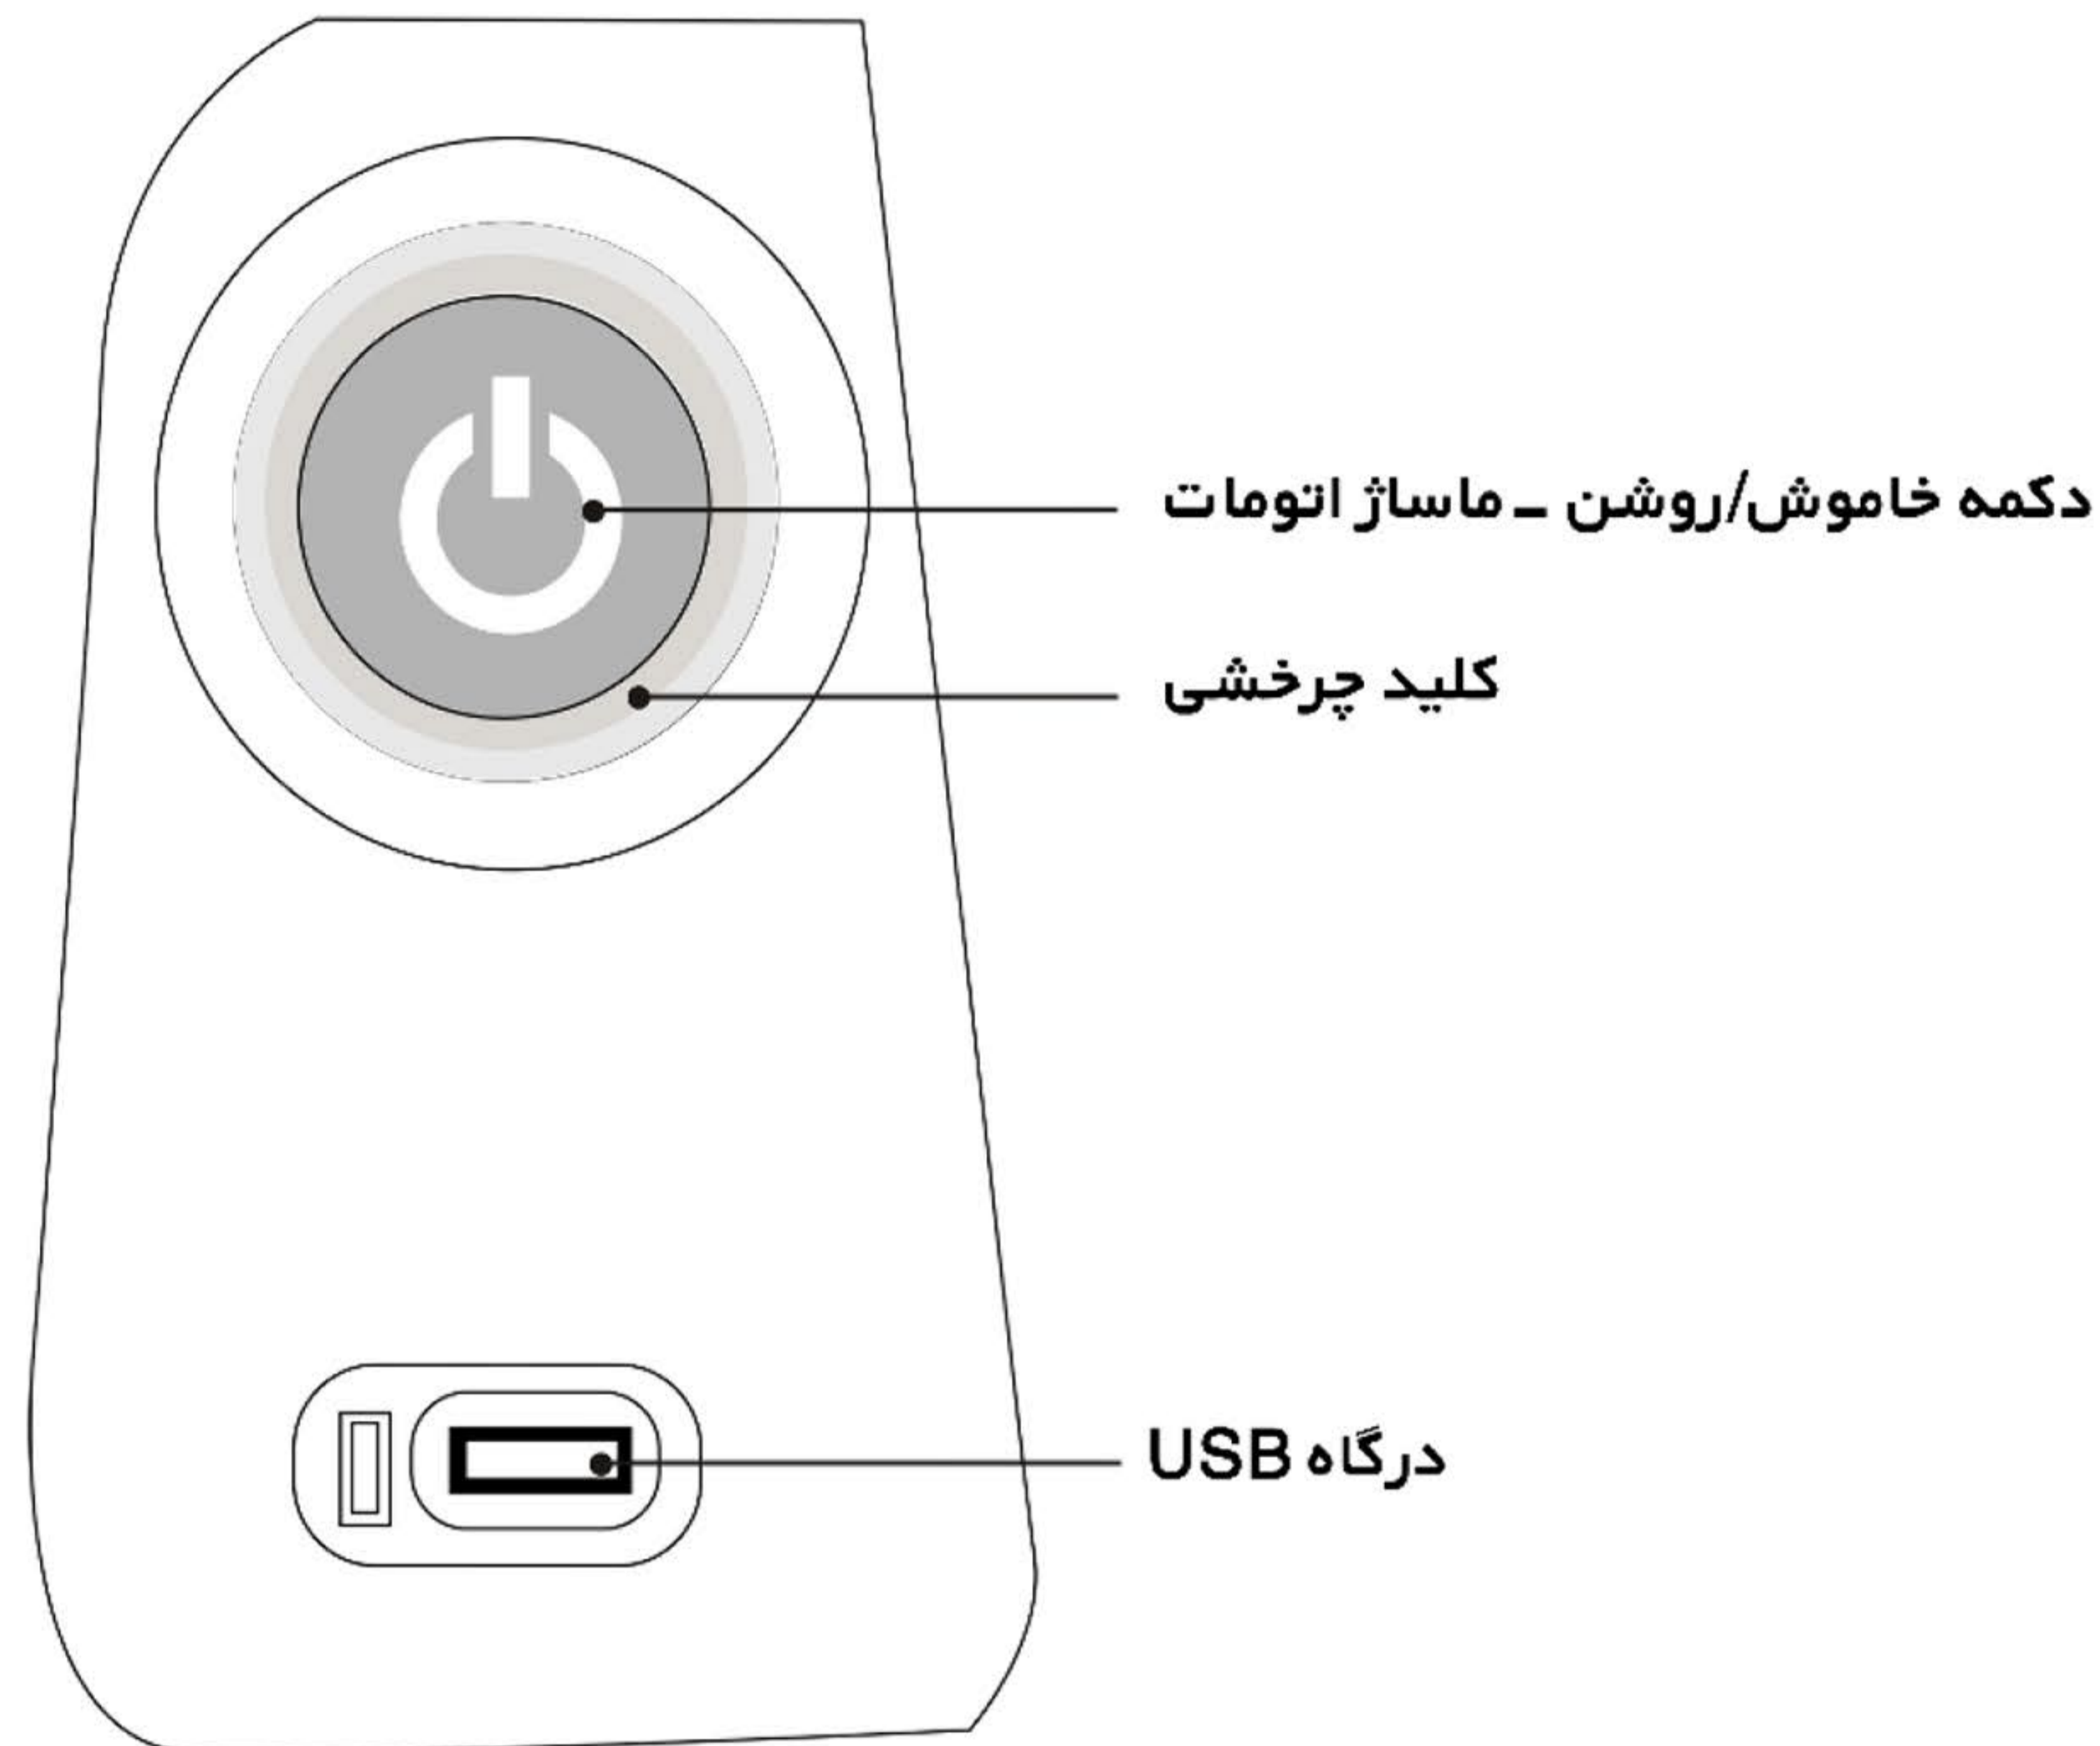 دکمه خاموش/روشن - ماساژ اتومات
کلید چرخشی
درگاه USB